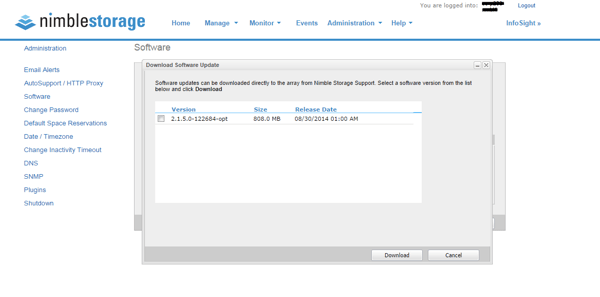 You are logged into:
Logout
nimblestorage
Home Manage Monitor Events Administration Help InfoSight »
Administration
Software
Email Alerts
AutoSupport / HTTP Proxy
Software
Change Password
Default Space Reservations
Date / Timezone
Change Inactivity Timeout
DNS
SNMP
Plugins
Shutdown
Download Software Update
Software updates can be downloaded directly to the array from Nimble Storage Support. Select a software version from the list
below and click Download
Version Size Release Date
2.1.5.0-122684-opt 808.0 MB 08/30/2014 01:00 AM
Download Cancel